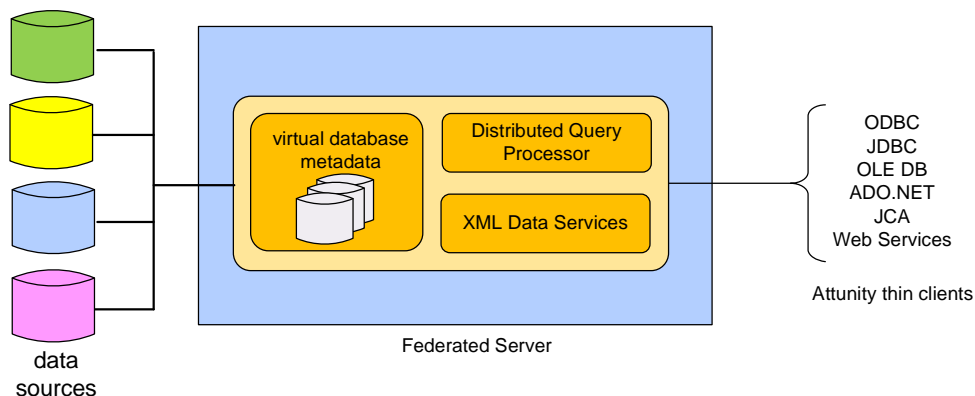 data
sources
virtual database
metadata
Distributed Query
Processor
XML Data Services
Federated Server
ODBC
JDBC
OLE DB
ADO.NET
JCA
Web Services
Attunity thin clients